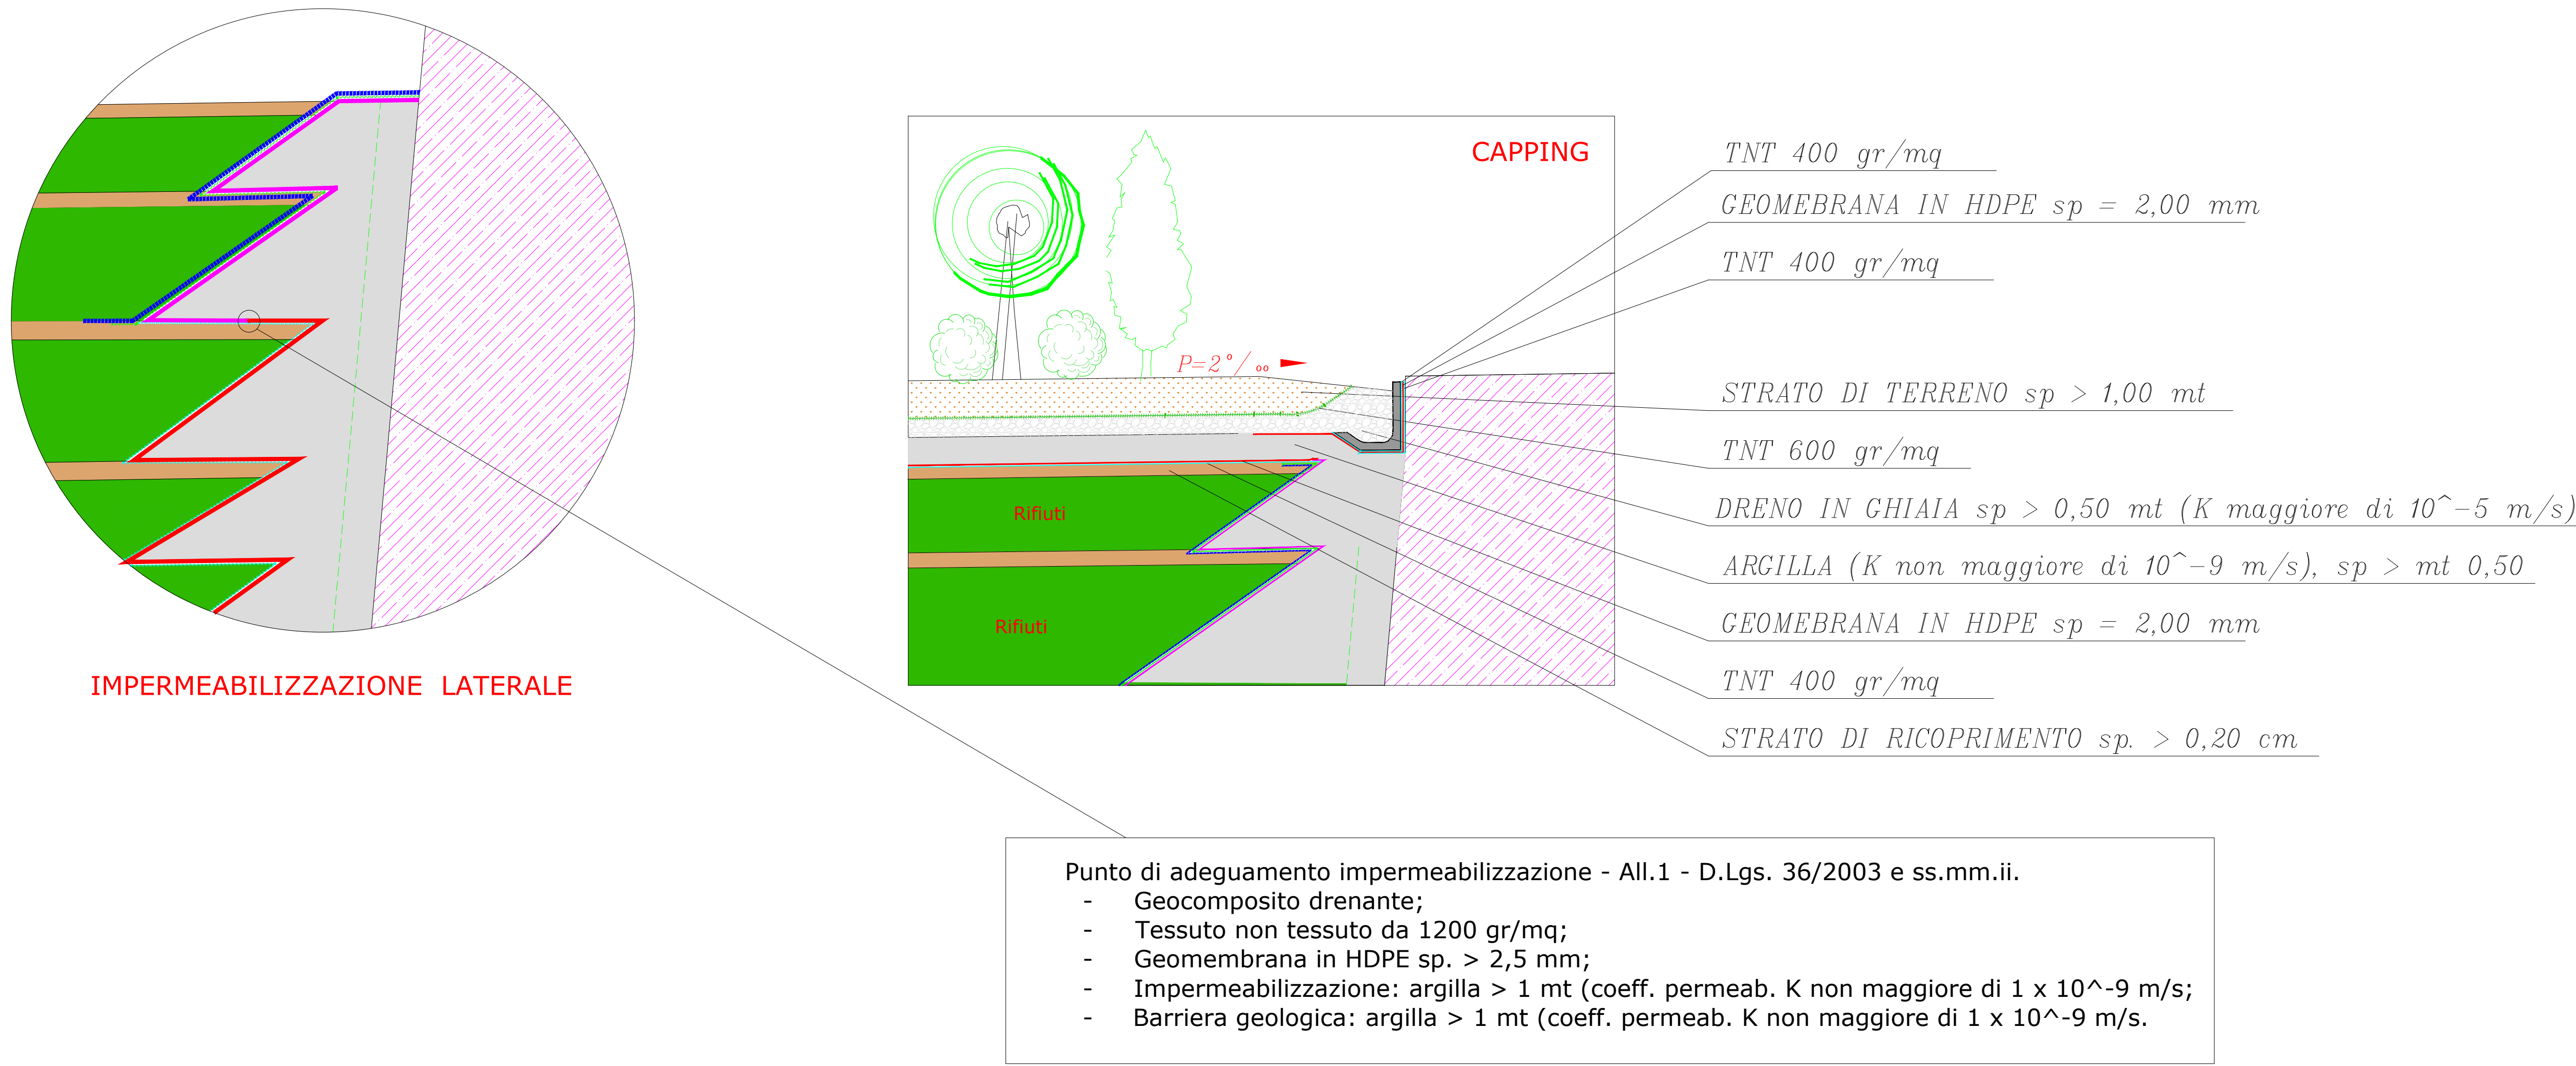 CAPPING
TNT 400 gr/mq
GEOMEBRANA IN HDPE sp = 2,00 mm
TNT 400 gr/mq
P=2°/oo
STRATO DI TERRENO sp > 1,00 mt
TNT 600 gr/mq
DRENO IN GHIAIA sp > 0,50 mt (K maggiore di 10^-5 m/s)
Rifiuti
ARGILLA (K non maggiore di 10^-9 m/s), sp > mt 0,50
Rifiuti
GEOMEBRANA IN HDPE sp = 2,00 mm
TNT 400 gr/mq
IMPERMEABILIZZAZIONE LATERALE
STRATO DI RICOPRIMENTO sp. > 0,20 cm
Punto di adeguamento impermeabilizzazione - All.1 - D.Lgs. 36/2003 e ss.mm.ii.
- Geocomposito drenante;
- Tessuto non tessuto da 1200 gr/mq;
- Geomembrana in HDPE sp. > 2,5 mm;
- Impermeabilizzazione: argilla > 1 mt (coeff. permeab. K non maggiore di 1 x 10^-9 m/s;
- Barriera geologica: argilla > 1 mt (coeff. permeab. K non maggiore di 1 x 10^-9 m/s.